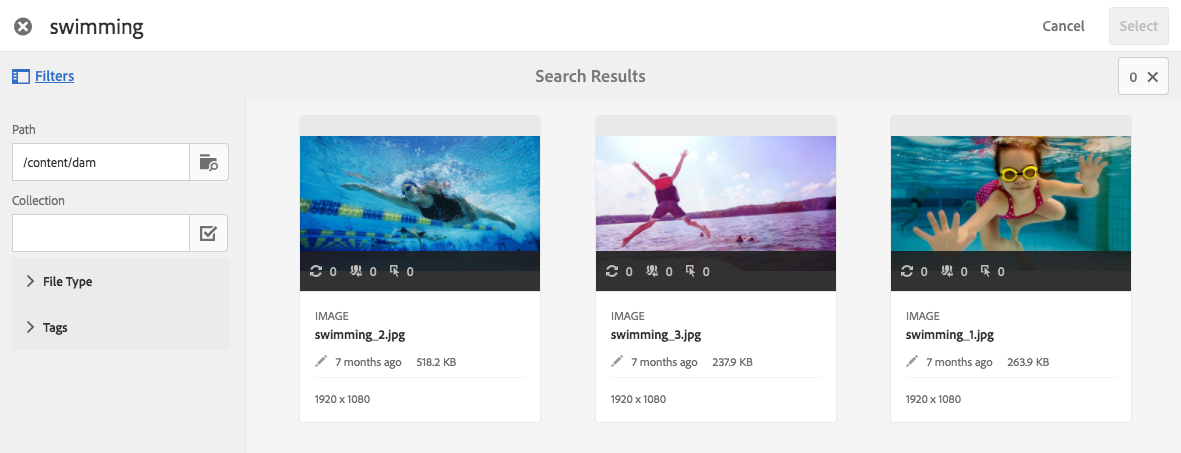 swimming
Cancel
Select
Filters
Search Results
0
Path
/content/dam
Collection
File Type
Tags
0 0 0
IMAGE
swimming_2.jpg
7 months ago 518.2 KB
1920 x 1080
0 0 0
IMAGE
swimming_3.jpg
7 months ago 237.9 KB
1920 x 1080
0 0 0
IMAGE
swimming_1.jpg
7 months ago 263.9 KB
1920 x 1080